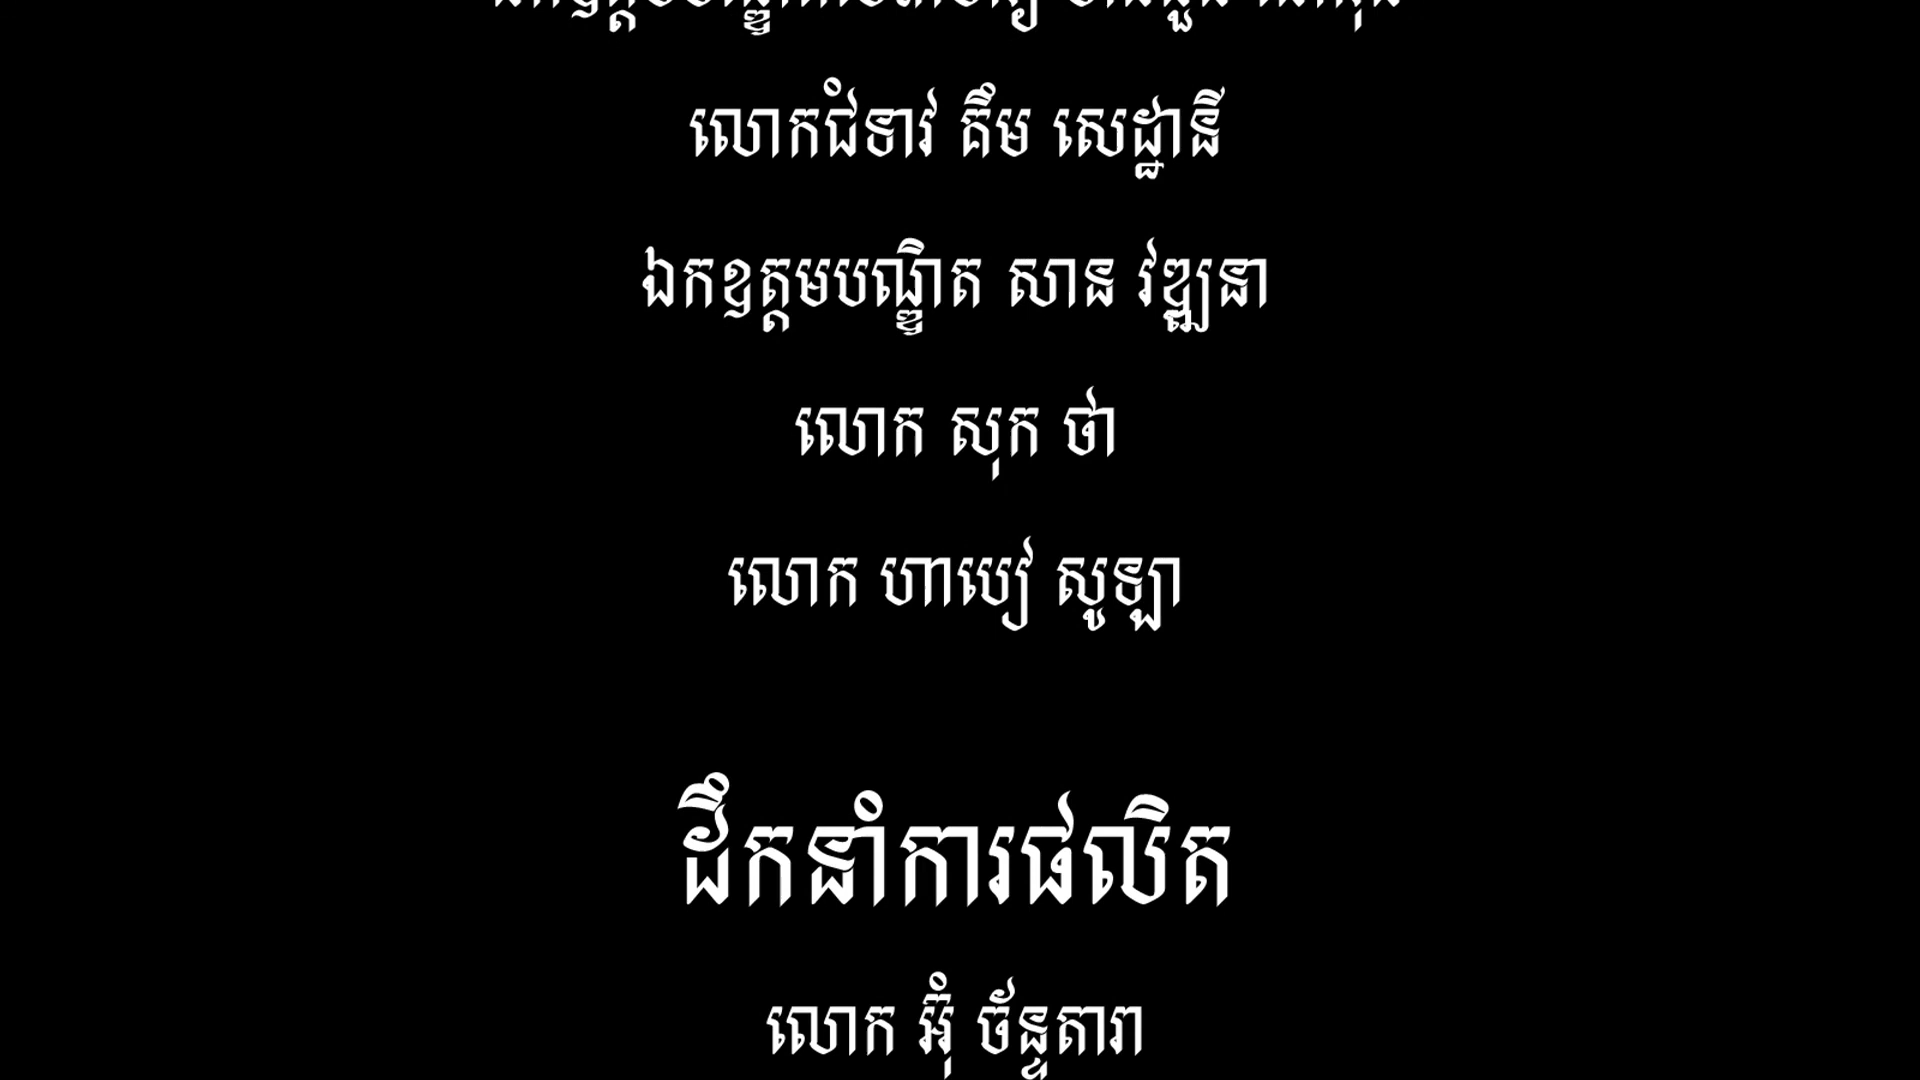 លោកជំទាវ គឹម សេដ្ឋានី
ឯកឧត្តមបណ្ឌិត សាន វឌ្ឍនា
លោក សុក ថា
លោក ហាបៀវ សូឡា
ដឹកនាំការផលិត
លោក អ៊ុំ ច័ន្ទតារា